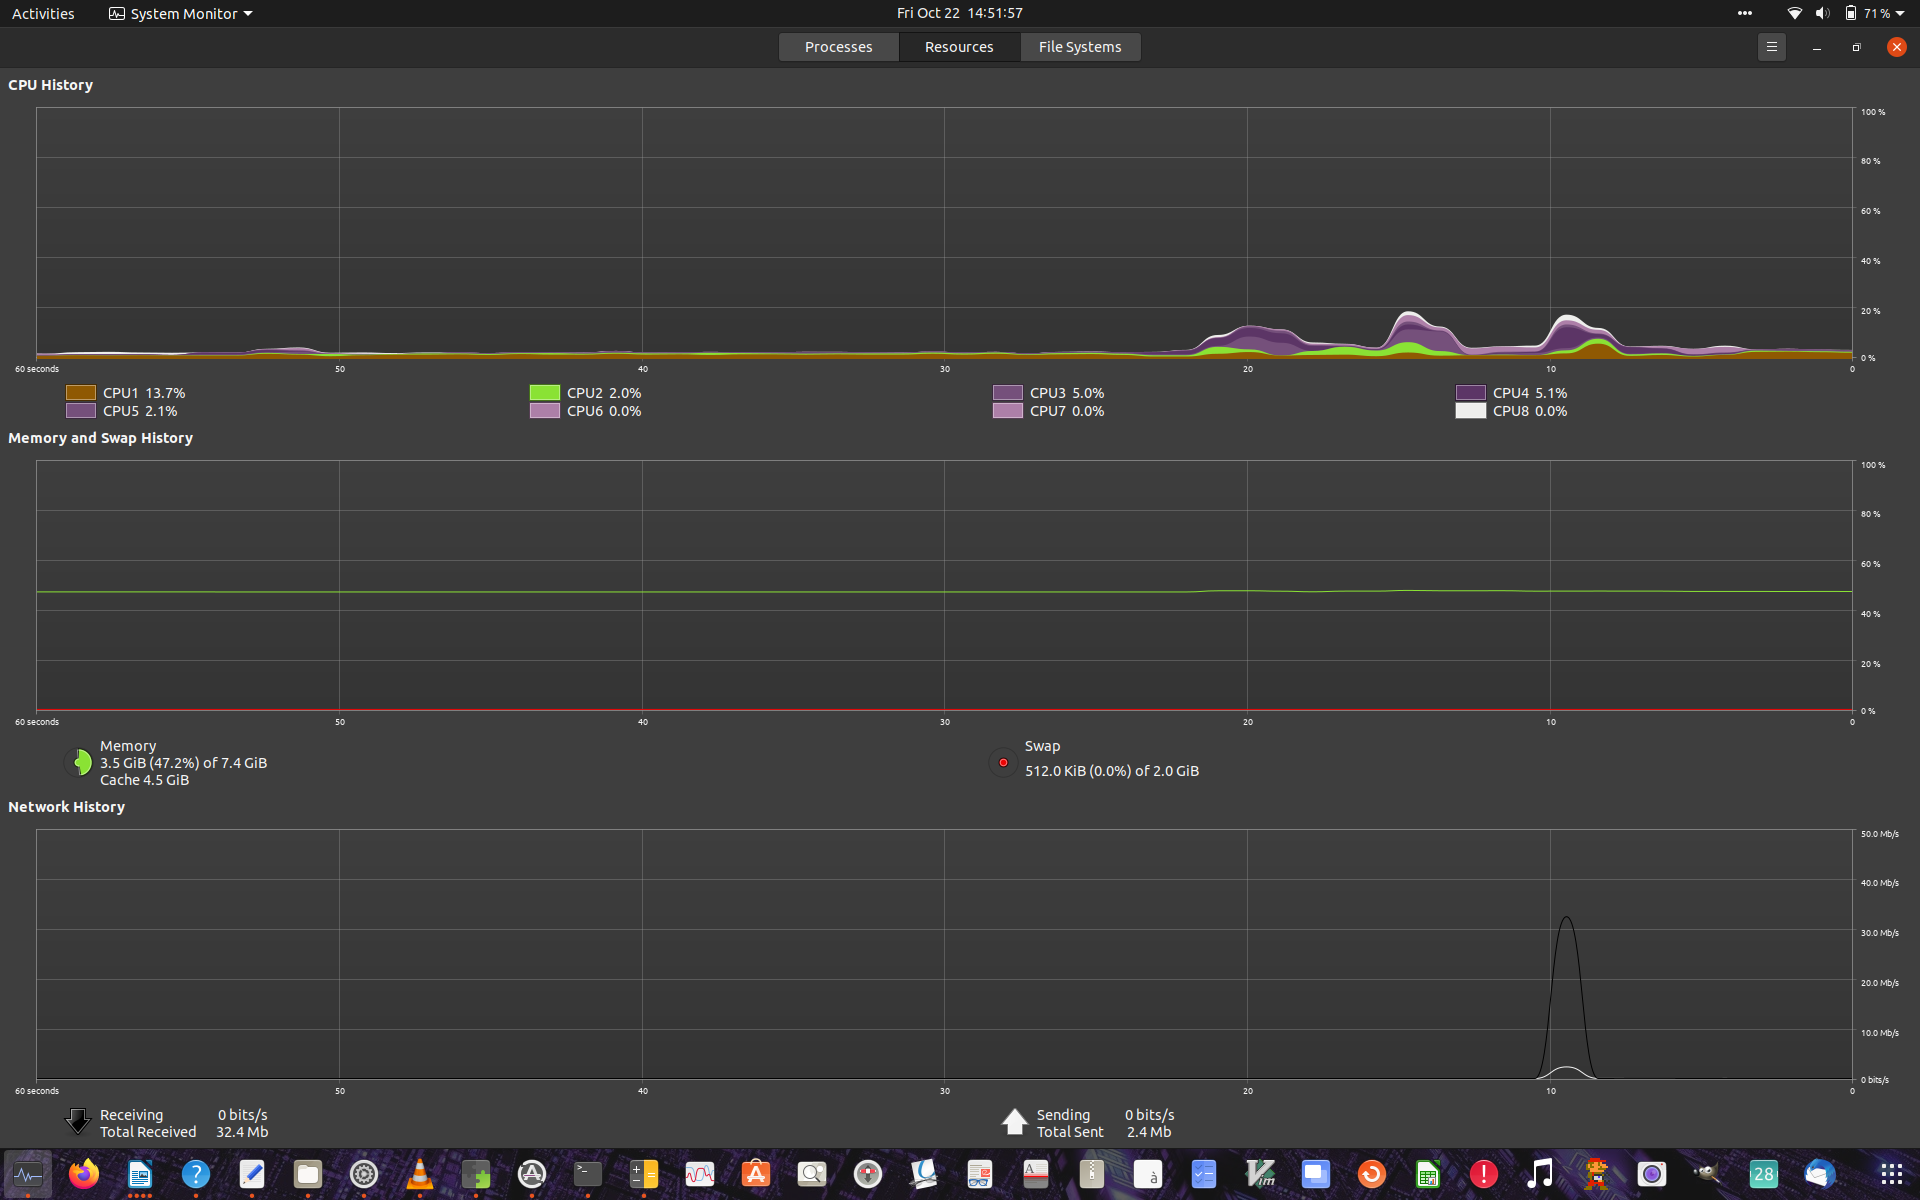 Activities System Monitor Fri Oct 22 14:51:57 71 %
Processes Resources File Systems
CPU History
100 %
80 %
60 %
40 %
20 %
0 %
60 seconds 50 40 30 20 10 0
CPU1 13.7% CPU2 2.0% CPU3 5.0% CPU4 5.1%
CPU5 2.1% CPU6 0.0% CPU7 0.0% CPU8 0.0%
Memory and Swap History
100 %
80 %
60 %
40 %
20 %
0 %
60 seconds 50 40 30 20 10 0
Memory
3.5 GiB (47.2%) of 7.4 GiB
Cache 4.5 GiB
Swap
512.0 KiB (0.0%) of 2.0 GiB
Network History
50.0 Mb/s
40.0 Mb/s
30.0 Mb/s
20.0 Mb/s
10.0 Mb/s
0 bits/s
60 seconds 50 40 30 20 10 0
Receiving 0 bits/s
Total Received 32.4 Mb
Sending 0 bits/s
Total Sent 2.4 Mb
? >_ A à Vim ! 28